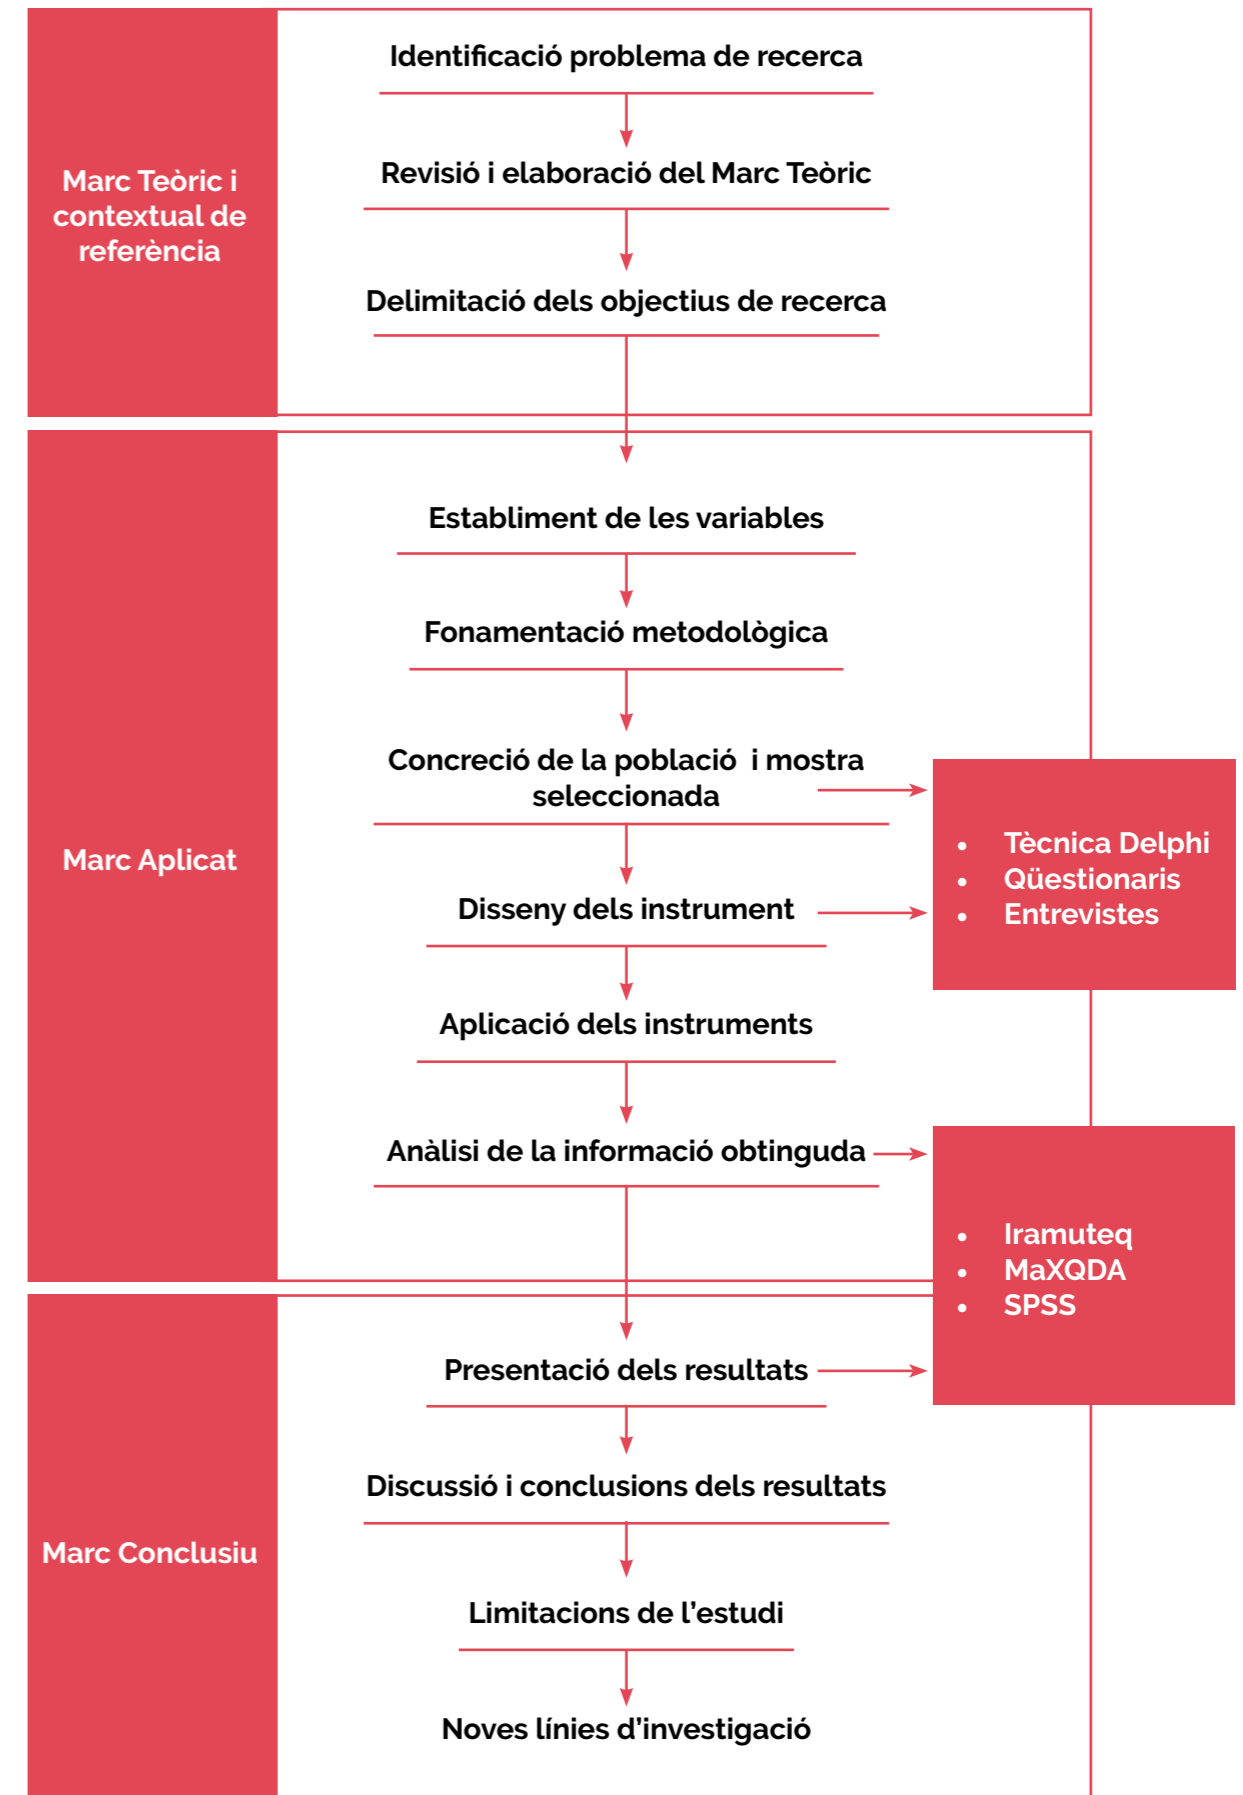 Marc Teòric i
contextual de
referència
Identificació problema de recerca
Revisió i elaboració del Marc Teòric
Delimitació dels objectius de recerca
Marc Aplicat
Establiment de les variables
Fonamentació metodològica
Concreció de la població i mostra
seleccionada
Disseny dels instrument
• Tècnica Delphi
• Qüestionaris
• Entrevistes
Aplicació dels instruments
Anàlisi de la informació obtinguda
• Iramuteq
• MaXQDA
• SPSS
Marc Conclusiu
Presentació dels resultats
Discussió i conclusions dels resultats
Limitacions de l’estudi
Noves línies d’investigació